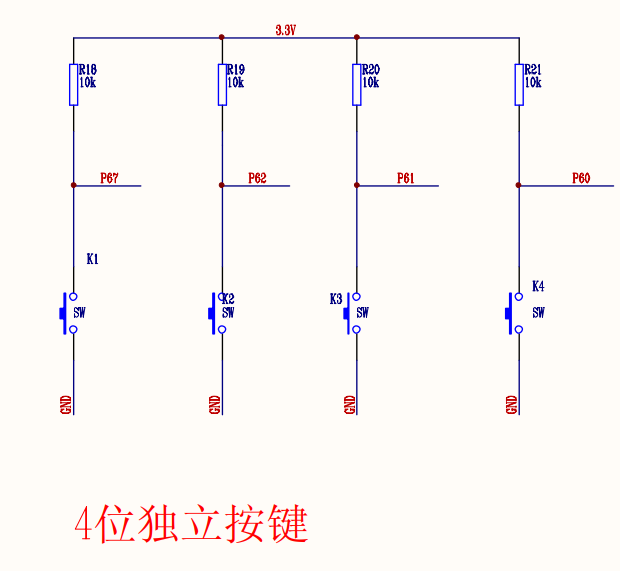 3.3V
R18 R19 R20 R21
10k 10k 10k 10k
P67 P62 P61 P60
K1
K4
K2 K3
SW SW SW SW
GND GND GND GND
4位独立按键